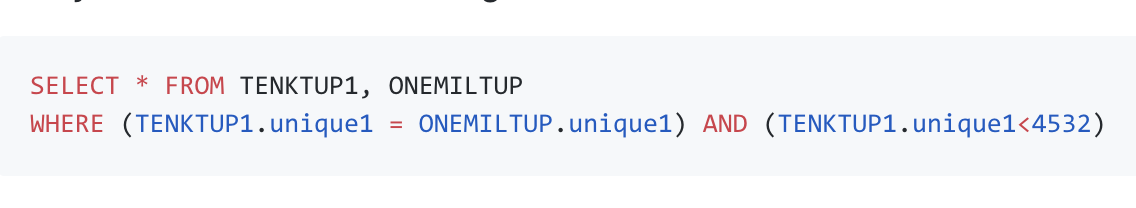 SELECT * FROM TENKTUP1, ONEMILTUP
WHERE (TENKTUP1.unique1 = ONEMILTUP.unique1) AND (TENKTUP1.unique1<4532)